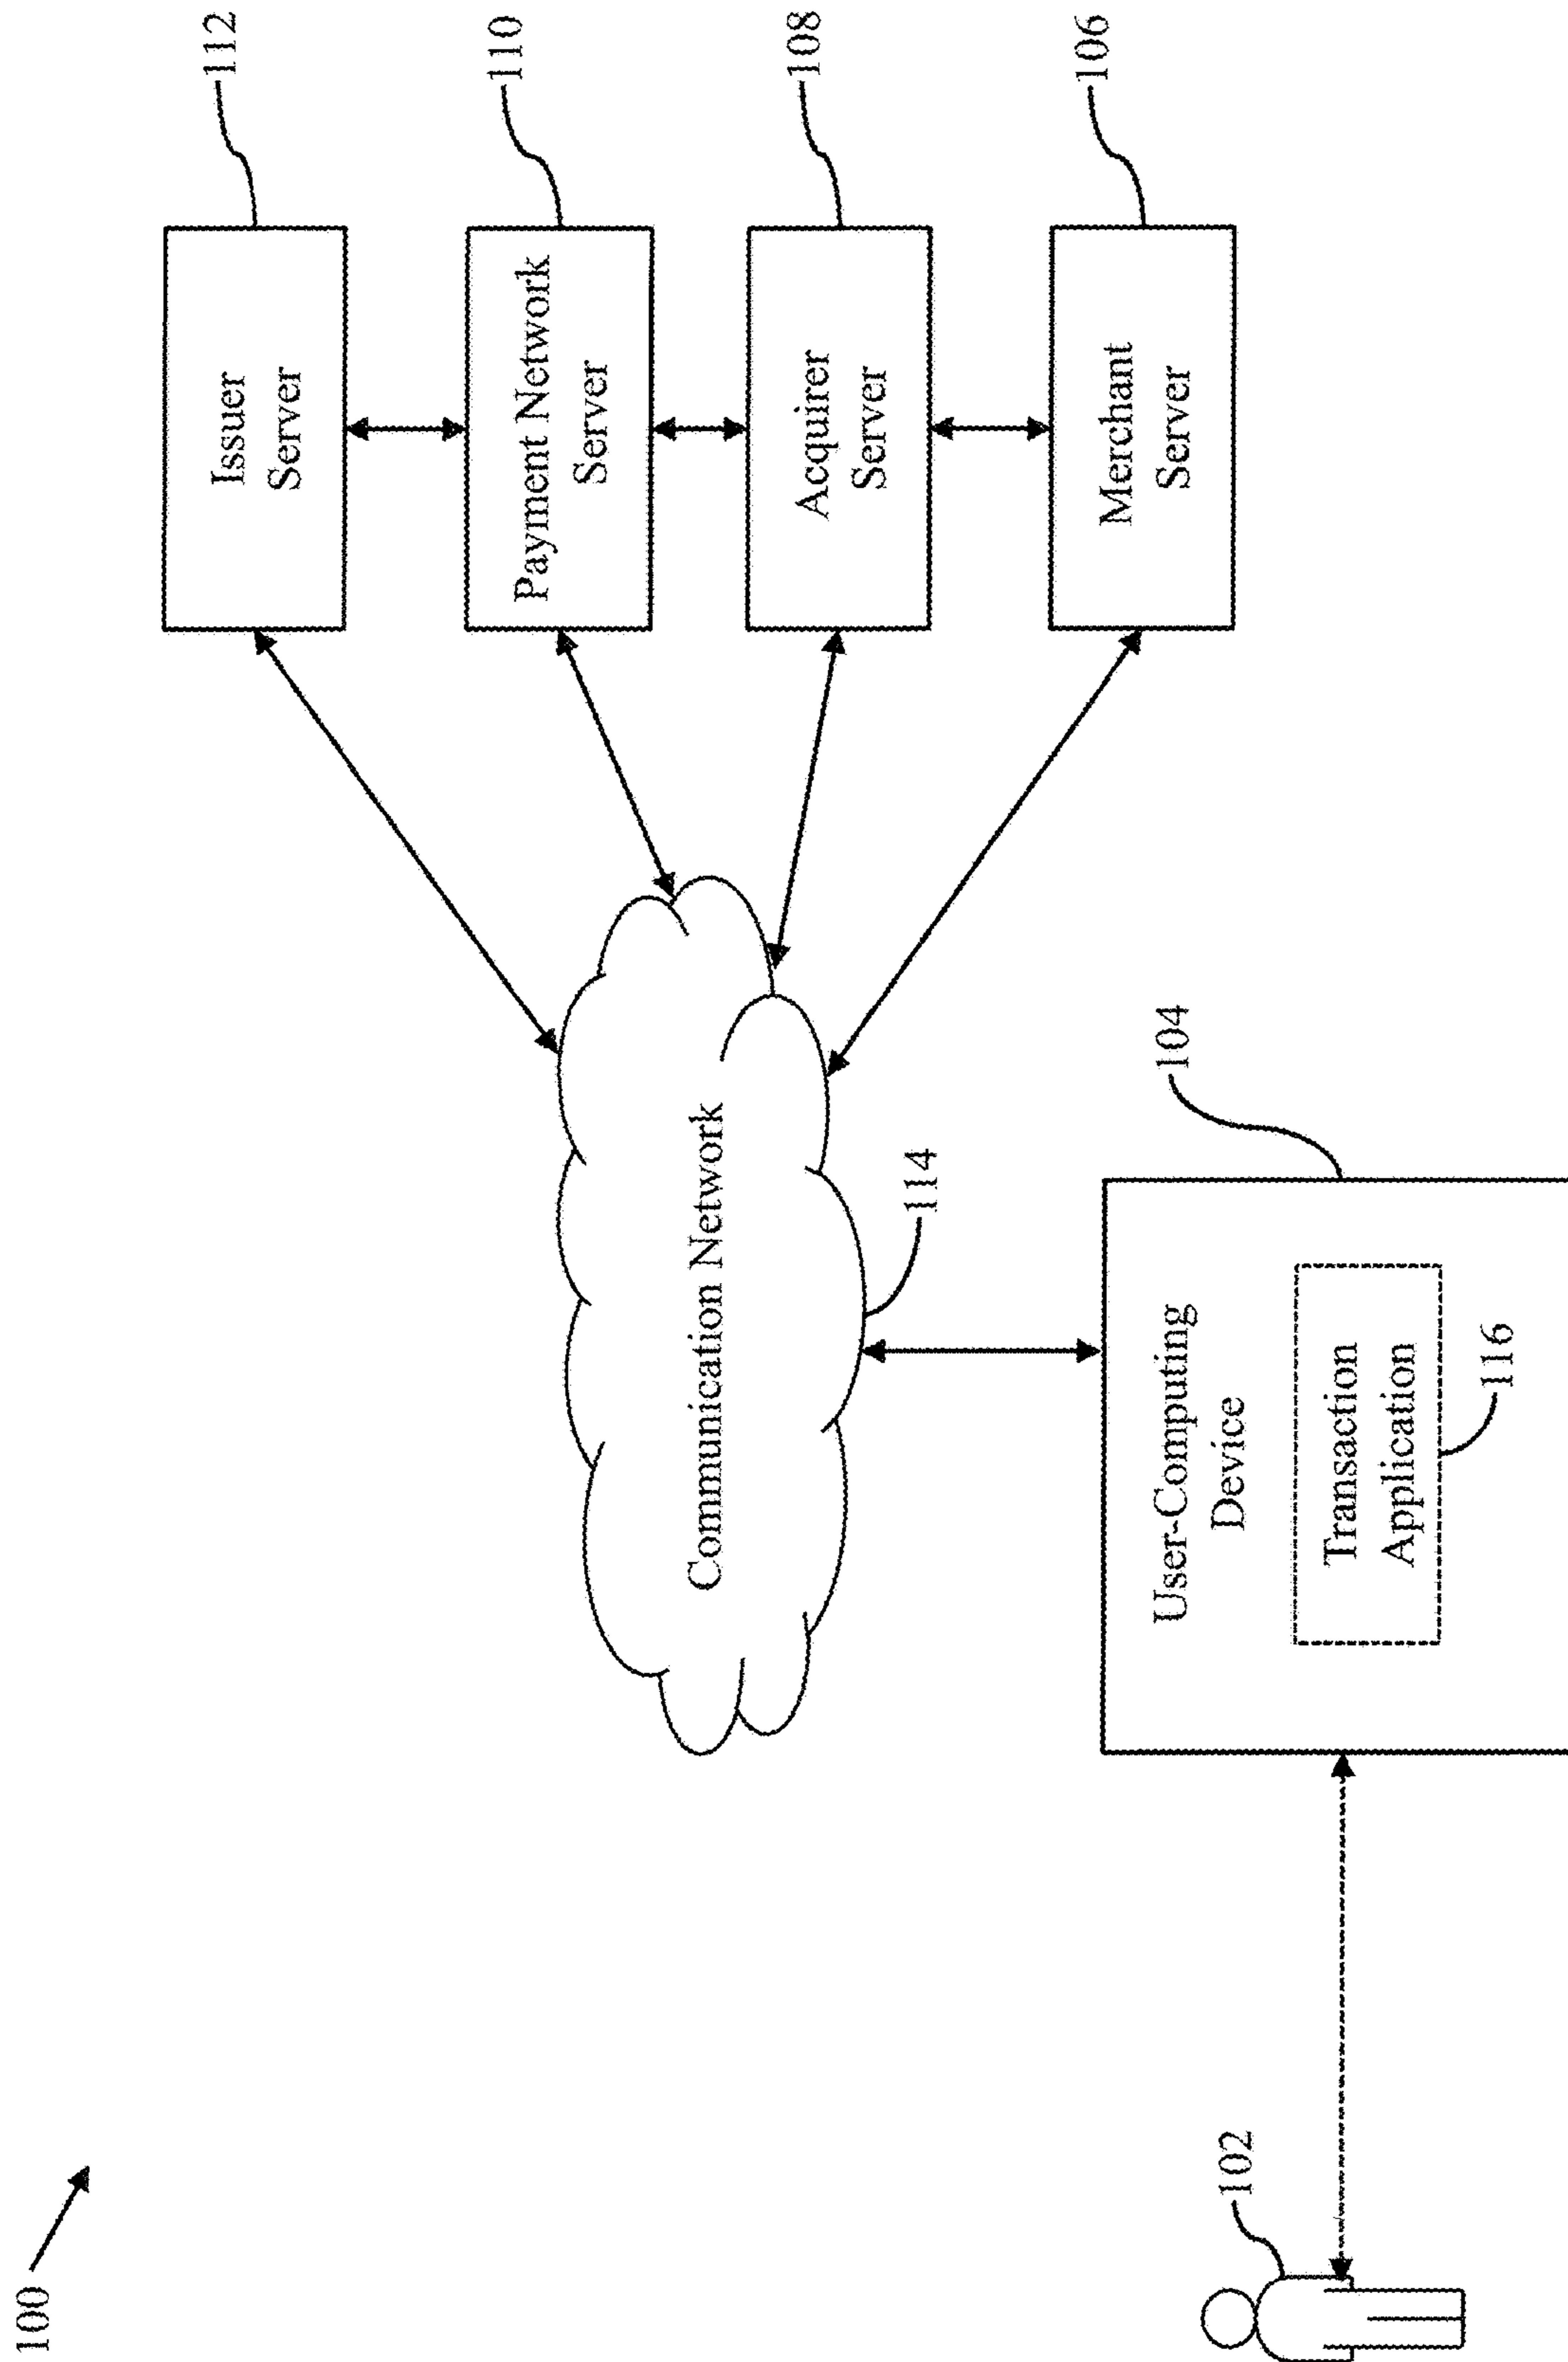 100
112
Issuer
Server
110
Payment Network
Server
108
Acquirer
Server
106
Merchant
Server
Communication Network
114
104
User-Computing
Device
Transaction
Application
116
102